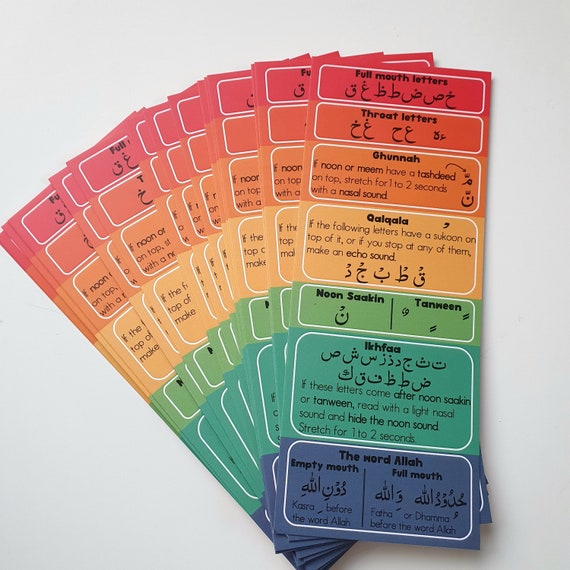 Full mouth letters
خ ص ض ط ظ غ ق
Throat letters
ء ه ع ح غ خ
Ghunnah
If noon or meem have a tashdeed
on top, stretch for 1 to 2 seconds
with a nasal sound.
مّ
نّ
Qalqala
If the following letters have a sukoon on
top of it, or if you stop at any of them,
make an echo sound.
قْ طْ بْ جْ دْ
Noon Saakin
Tanween
نْ
ٌ ٍ ً
Ikhfaa
ت ث ج د ذ ز س ش ص
ض ط ظ ف ق ك
If these letters come after noon saakin
or tanween, read with a light nasal
sound and hide the noon sound.
Stretch for 1 to 2 seconds
The word Allah
Empty mouth
Full mouth
دُوْنِ اللّٰهِ
حُدُوْدُ اللّٰهِ وَ اللّٰهِ
Kasra ِ before
the word Allah
Fatha َ or Dhamma ُ
before the word Allah